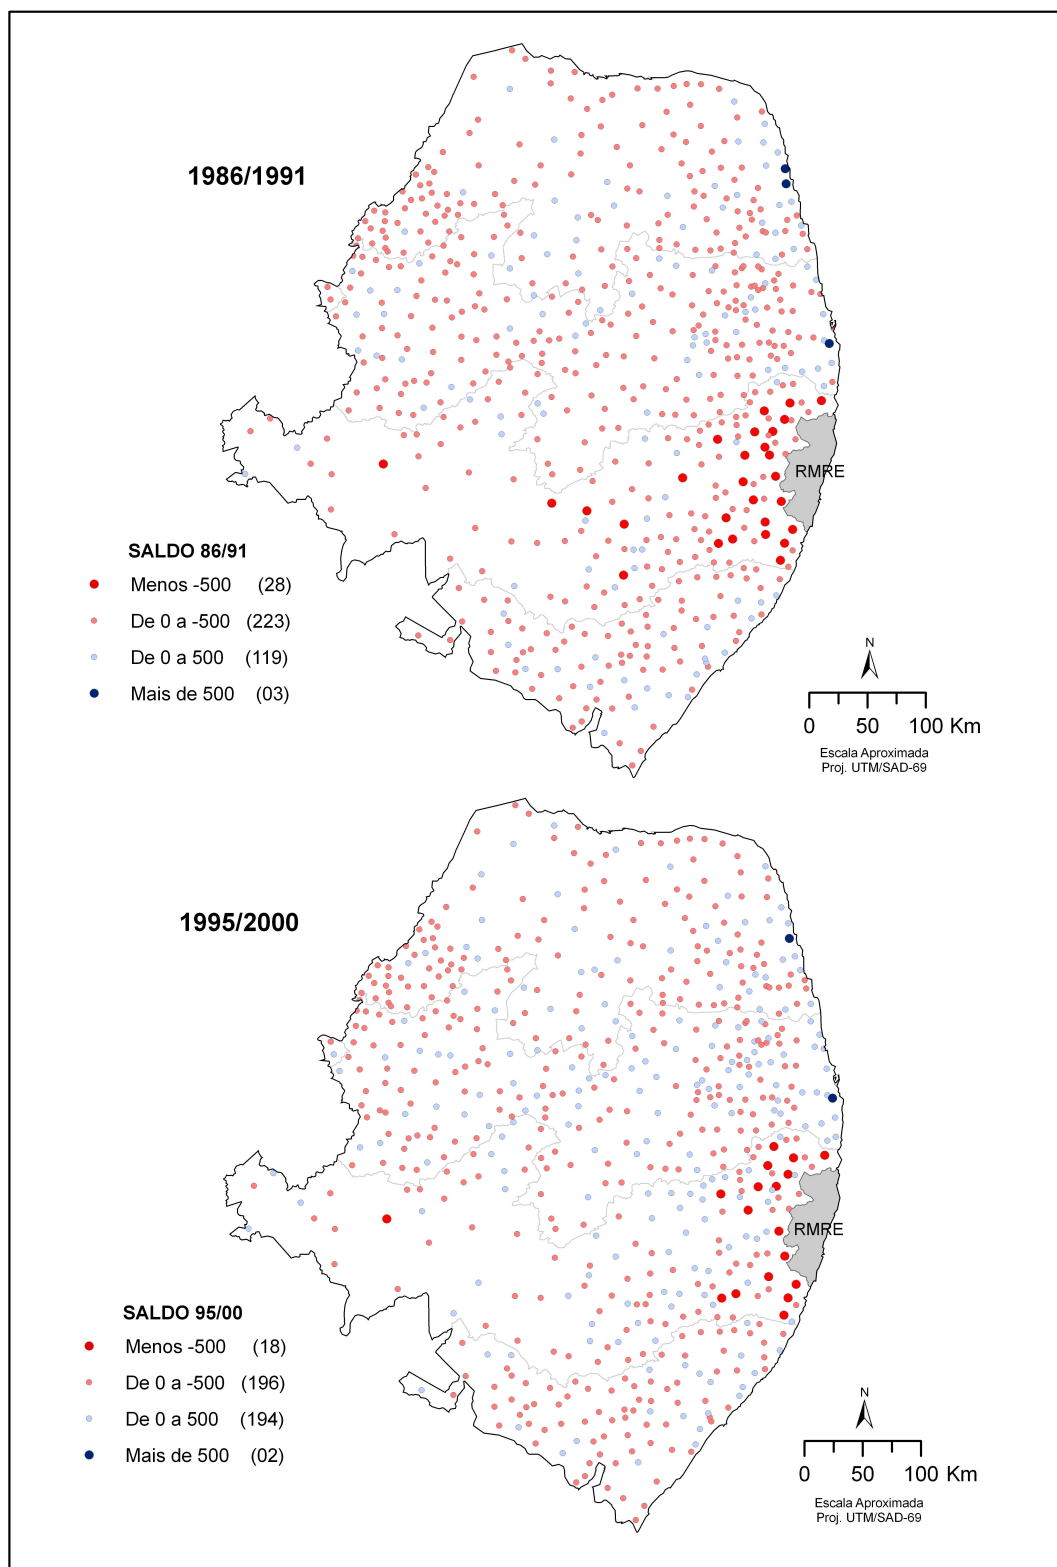 1986/1991
RMRE
SALDO 86/91
Menos -500 (28)
De 0 a -500 (223)
De 0 a 500 (119)
Mais de 500 (03)
N
0 50 100 Km
Escala Aproximada
Proj. UTM/SAD-69
1995/2000
RMRE
SALDO 95/00
Menos -500 (18)
De 0 a -500 (196)
De 0 a 500 (194)
Mais de 500 (02)
N
0 50 100 Km
Escala Aproximada
Proj. UTM/SAD-69